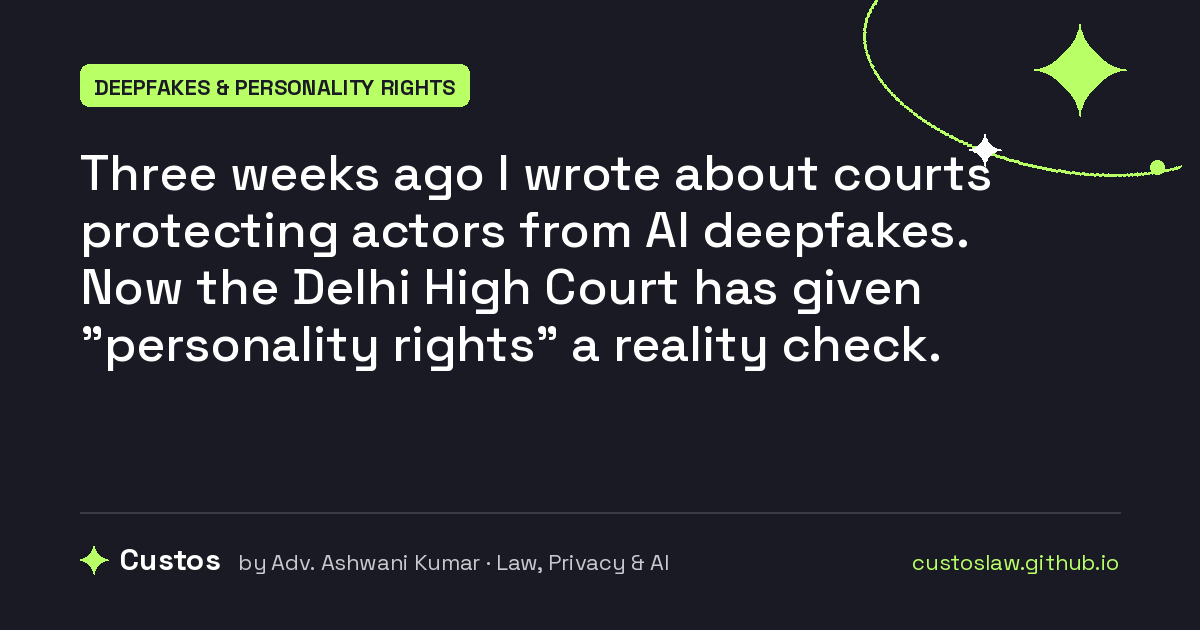 DEEPFAKES & PERSONALITY RIGHTS
Three weeks ago I wrote about courts
protecting actors from AI deepfakes.
Now the Delhi High Court has given
”personality rights” a reality check.
Custos by Adv. Ashwani Kumar · Law, Privacy & AI custoslaw.github.io